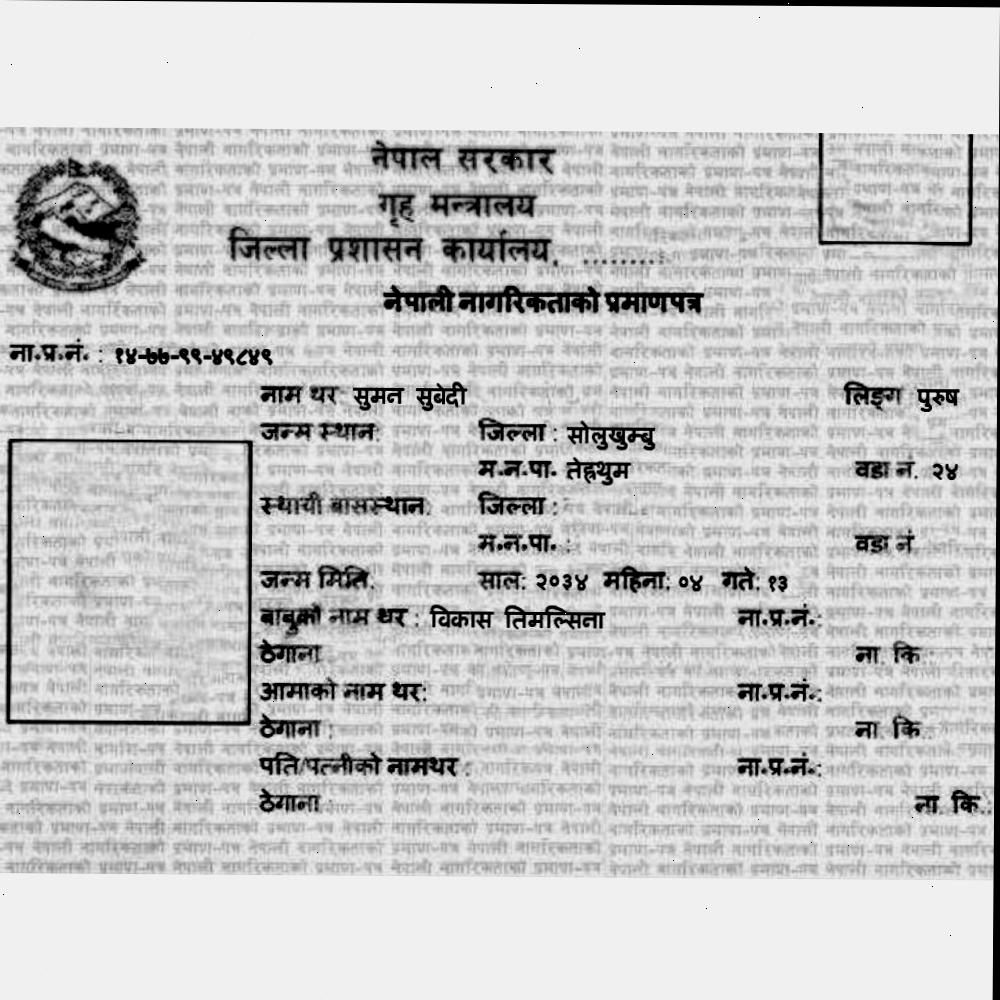 नेपाल सरकार
गृह मन्त्रालय
जिल्ला प्रशासन कार्यालय, ..........
नेपाली नागरिकताको प्रमाणपत्र
ना.प्र.नं. : १४-७७-९९-४९८४९
नाम थर: सुमन सुबेदी लिङ्ग पुरुष
जन्म स्थान: जिल्ला : सोलुखुम्बु
म.न.पा. तेह्रथुम वडा नं. २४
स्थायी बासस्थान: जिल्ला :
म.न.पा. : वडा नं
जन्म मिति: साल: २०३४ महिना: ०४ गते: १३
बाबुको नाम थर : विकास तिमल्सिना ना.प्र.नं.:
ठेगाना ना. कि.:
आमाको नाम थर: ना.प्र.नं.:
ठेगाना : ना. कि.:
पति/पत्नीको नामथर : ना.प्र.नं.:
ठेगाना : ना. कि.: